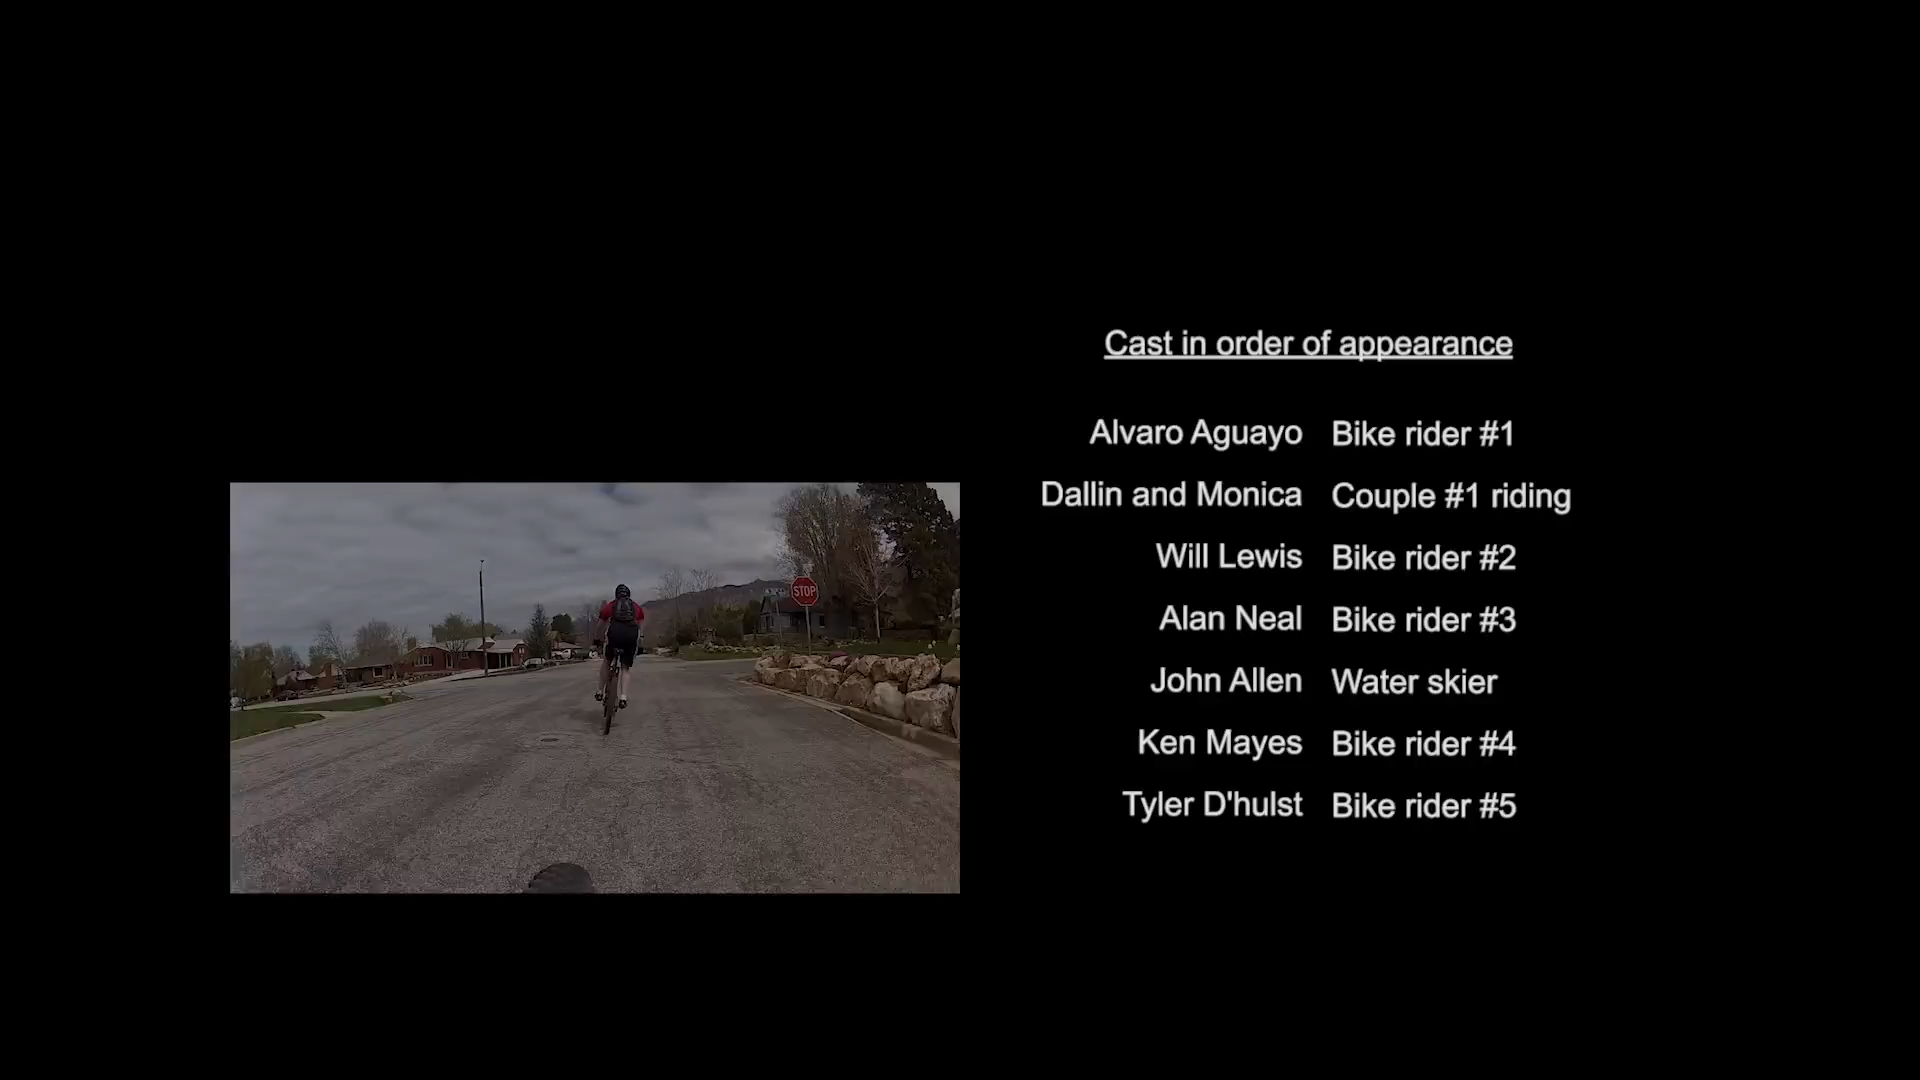 Cast in order of appearance
Alvaro Aguayo Bike rider #1
Dallin and Monica Couple #1 riding
Will Lewis Bike rider #2
Alan Neal Bike rider #3
John Allen Water skier
Ken Mayes Bike rider #4
Tyler D'hulst Bike rider #5
STOP